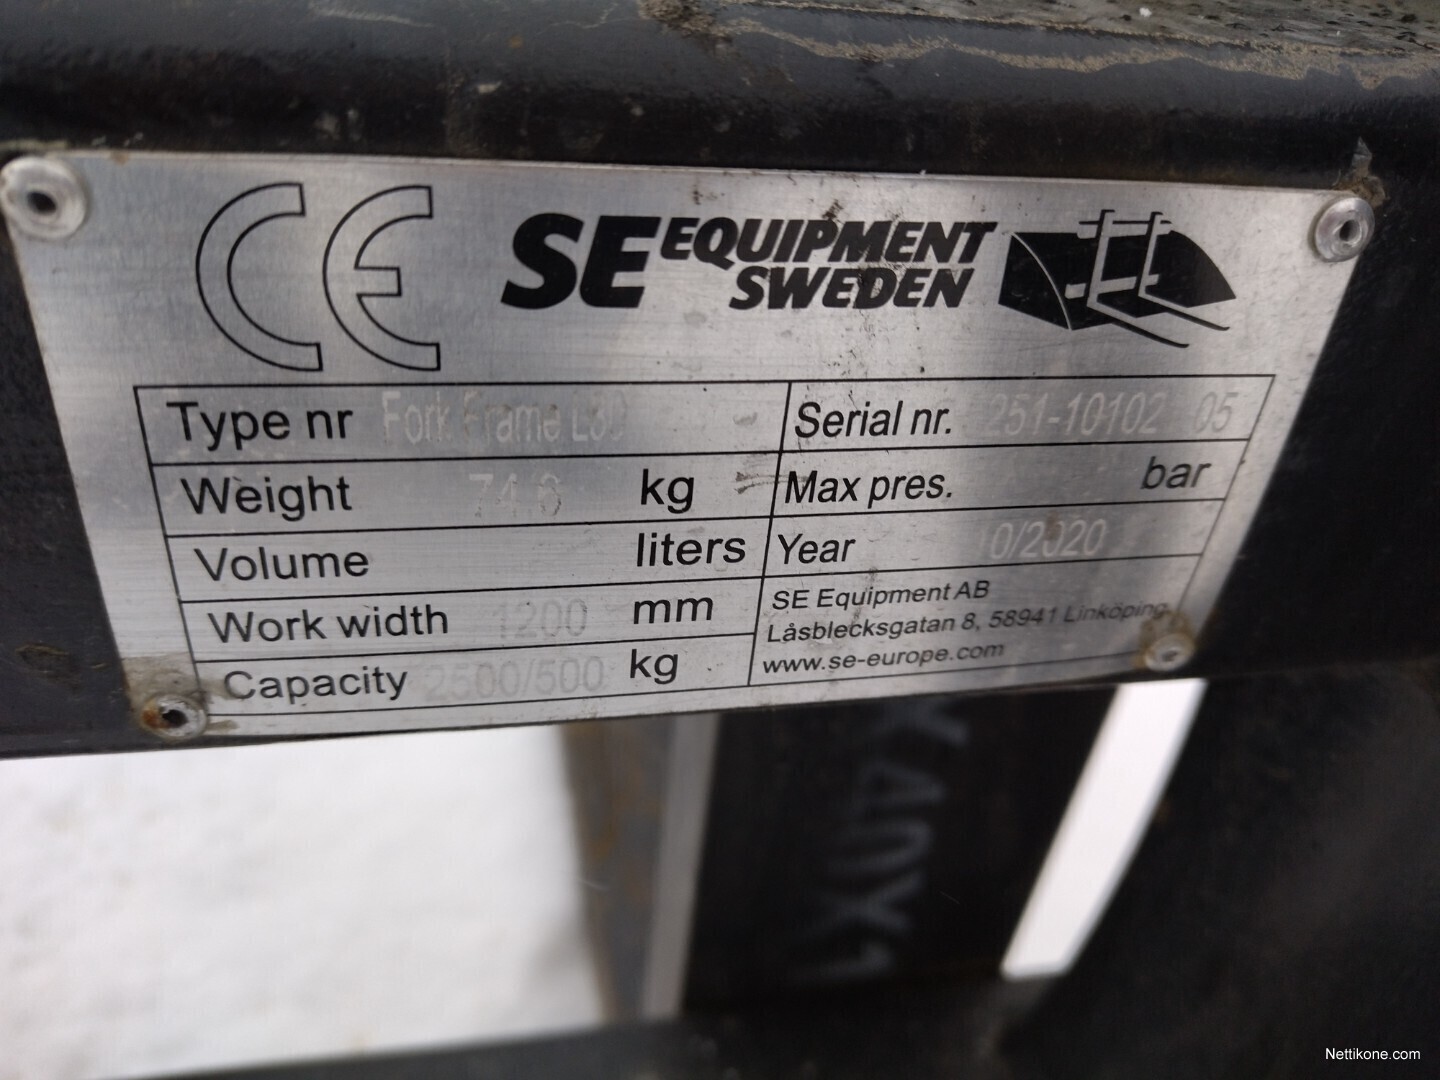 CE SE EQUIPMENT SWEDEN
Type nr Fork Frame L30 Serial nr. 251-10102 05
Weight 74.6 kg Max pres. bar
Volume liters Year 0/2020
Work width 1200 mm SE Equipment AB
Låsblecksgatan 8, 58941 Linköping
Capacity 2500/500 kg www.se-europe.com
Nettikone.com